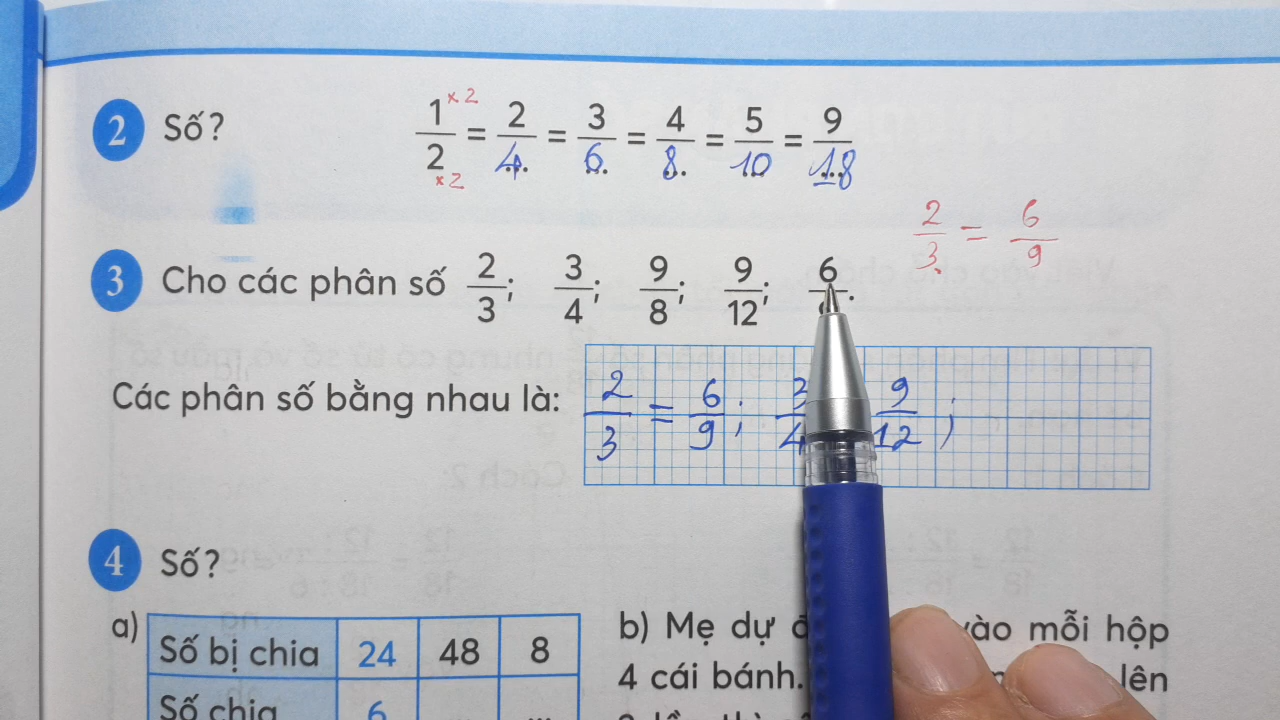 2 Số? 1/2 = 2/4 = 3/6 = 4/8 = 5/10 = 9/18
×2
×2
2/3 = 6/9
3 Cho các phân số 2/3; 3/4; 9/8; 9/12; 6/.
Các phân số bằng nhau là: 2/3 = 6/9; 3/4 9/12;
4 Số?
a) Số bị chia 24 48 8
Số chia 6 ... ...
b) Mẹ dự vào mỗi hộp
4 cái bánh. lên